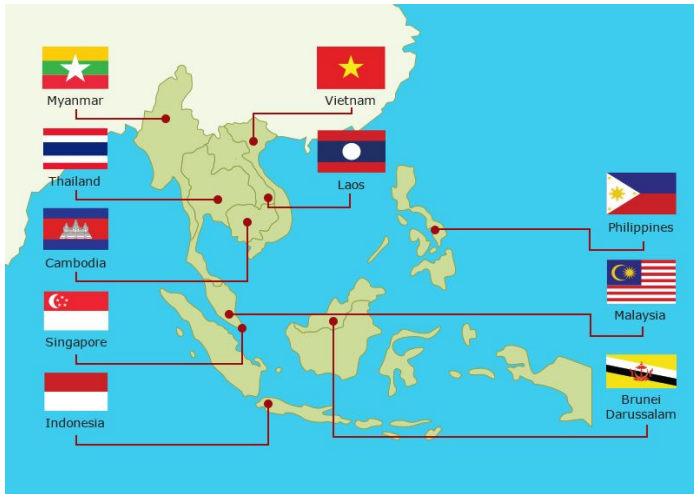 Myanmar
Vietnam
Thailand
Laos
Cambodia
Philippines
Singapore
Malaysia
Indonesia
Brunei
Darussalam